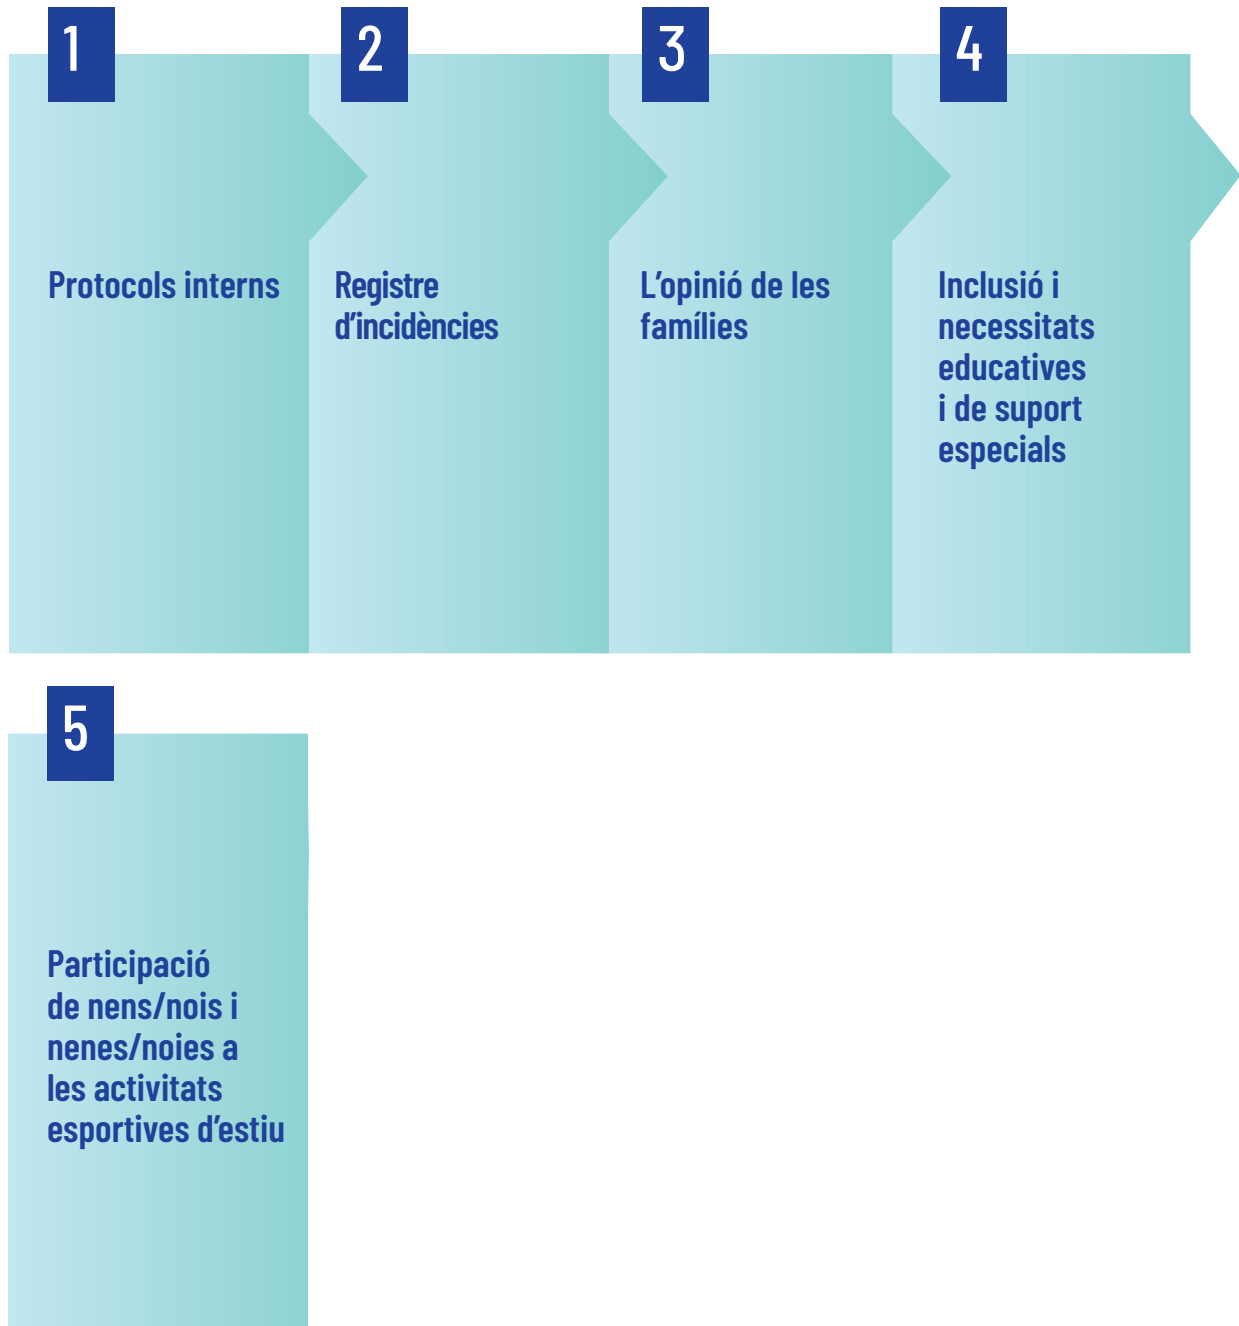 1
Protocols interns
2
Registre
d’incidències
3
L’opinió de les
famílies
4
Inclusió i
necessitats
educatives
i de suport
especials
5
Participació
de nens/nois i
nenes/noies a
les activitats
esportives d’estiu